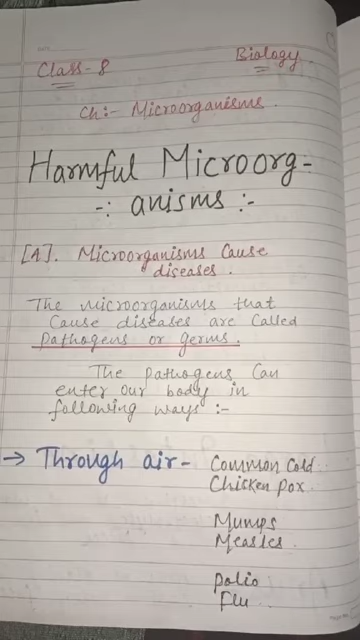 Class - 8
Biology
Ch:- Microorganisms.
Harmful Microorg-
-: anisms :-
[A]. Microorganisms Cause
diseases.
The microorganisms that
Cause diseases are called
pathogens or germs.
The pathogens can
enter our body in
following ways :-
→ Through air - Common Cold
Chicken pox
Mumps
Measles
polio
Flu